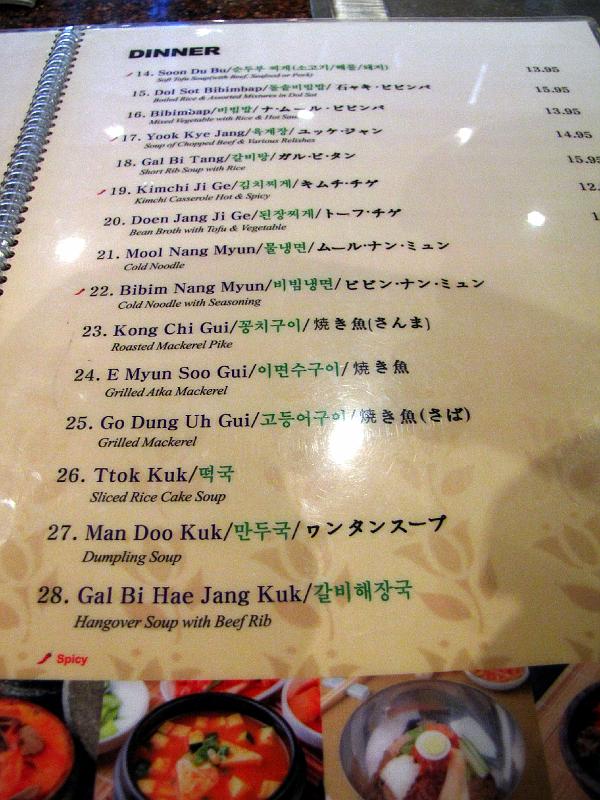 DINNER
14. Soon Du Bu/순두부 찌게(소고기/해물/돼지) 13.95
Soft Tofu Soup(with Beef, Seafood or Pork)
15. Dol Sot Bibimbap/돌솥비빔밥/ 石ャキ・ビビンバ 15.95
Boiled Rice & Assorted Mixtures in Dol Sot
16. Bibimbap/비빔밥/ナ・ムール・ビビンバ 13.95
Mixed Vegetable with Rice & Hot Sau
17. Yook Kye Jang/육게장/ユッケ・ジャン 14.95
Soup of Chopped Beef & Various Relishes
18. Gal Bi Tang/갈비탕/ガル・ビ・タン 15.95
Short Rib Soup with Rice
19. Kimchi Ji Ge/김치찌게/キムチ・チゲ 12.
Kimchi Casserole Hot & Spicy
20. Doen Jang Ji Ge/된장찌게/トーフ・チゲ 1
Bean Broth with Tofu & Vegetable
21. Mool Nang Myun/물냉면/ムール・ナン・ミュン
Cold Noodle
22. Bibim Nang Myun/비빔냉면/ビビン・ナン・ミュン
Cold Noodle with Seasoning
23. Kong Chi Gui/꽁치구이/焼き魚(さんま)
Roasted Mackerel Pike
24. E Myun Soo Gui/이면수구이/焼き魚
Grilled Atka Mackerel
25. Go Dung Uh Gui/고등어구이/焼き魚(さば)
Grilled Mackerel
26. Ttok Kuk/떡국
Sliced Rice Cake Soup
27. Man Doo Kuk/만두국/ワンタンスープ
Dumpling Soup
28. Gal Bi Hae Jang Kuk/갈비해장국
Hangover Soup with Beef Rib
Spicy